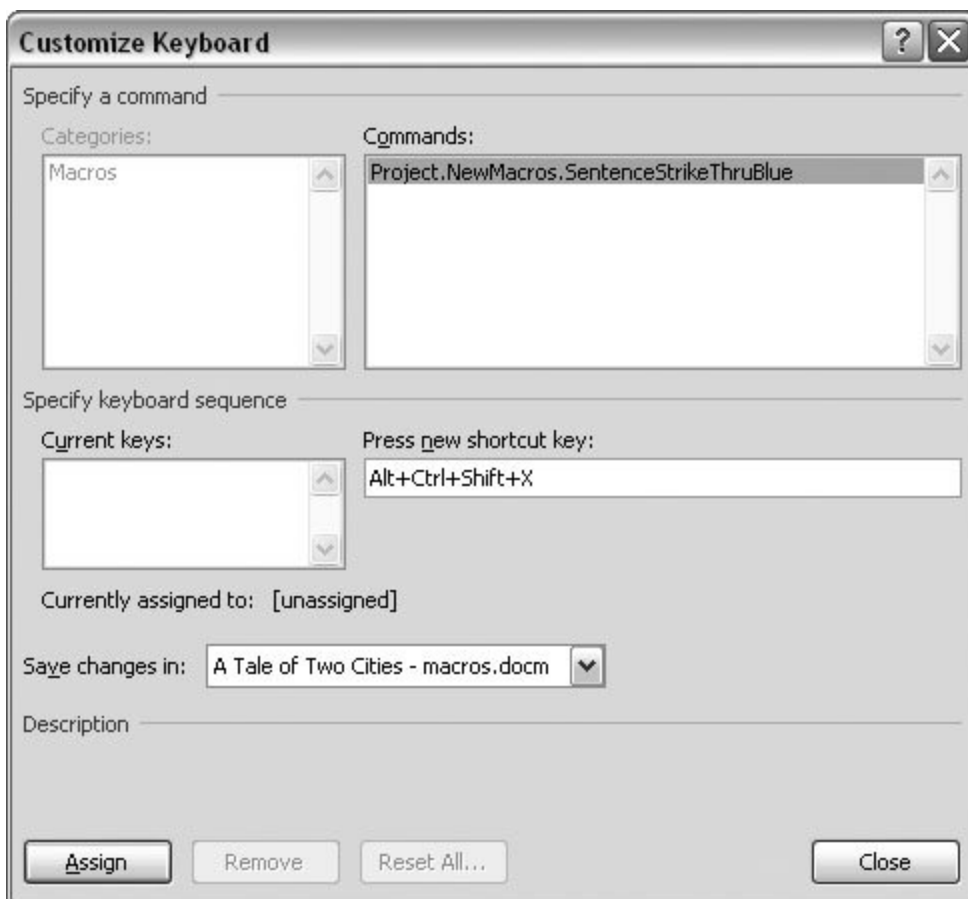 Customize Keyboard
Specify a command
Categories:
Commands:
Macros
Project.NewMacros.SentenceStrikeThruBlue
Specify keyboard sequence
Current keys:
Press new shortcut key:
Alt+Ctrl+Shift+X
Currently assigned to: [unassigned]
Save changes in: A Tale of Two Cities - macros.docm
Description
Assign Remove Reset All... Close